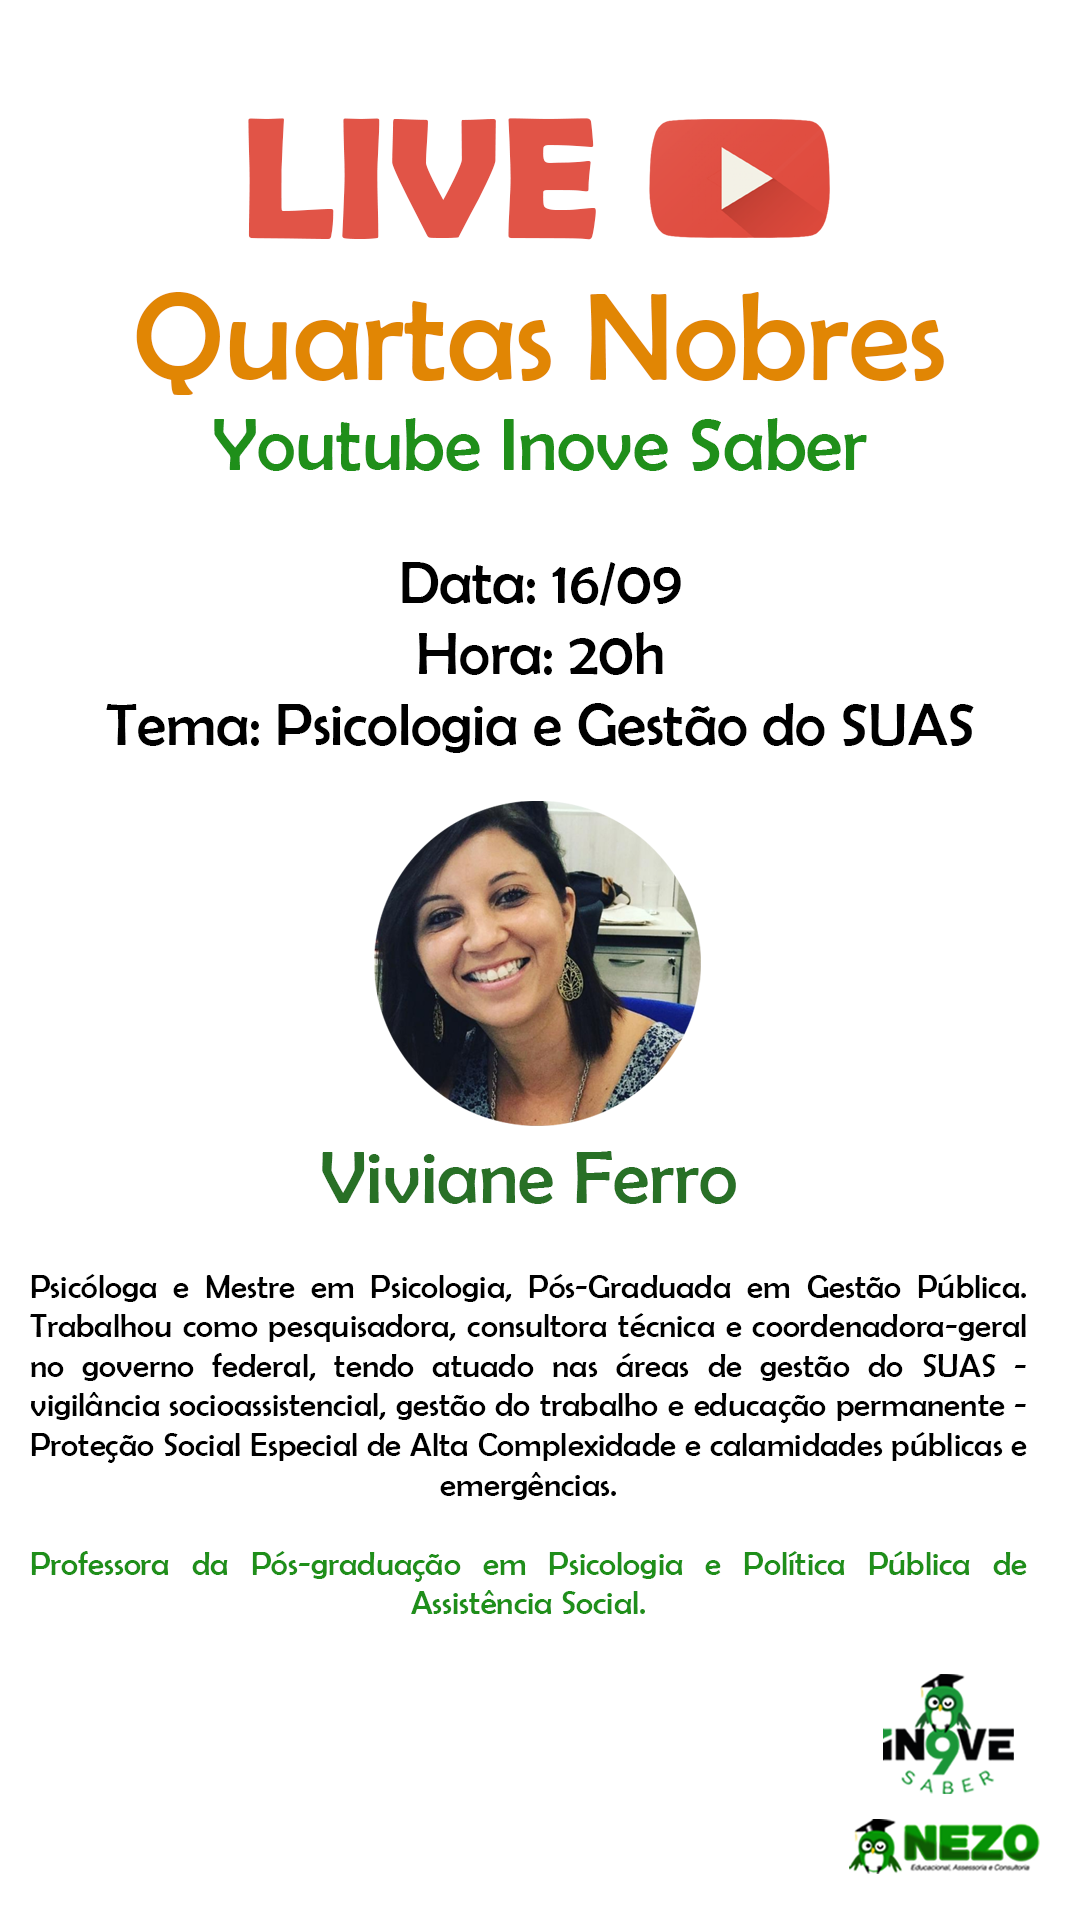 LIVE
Quartas Nobres
Youtube Inove Saber
Data: 16/09
Hora: 20h
Tema: Psicologia e Gestão do SUAS
Viviane Ferro
Psicóloga e Mestre em Psicologia, Pós-Graduada em Gestão Pública.
Trabalhou como pesquisadora, consultora técnica e coordenadora-geral
no governo federal, tendo atuado nas áreas de gestão do SUAS -
vigilância socioassistencial, gestão do trabalho e educação permanente -
Proteção Social Especial de Alta Complexidade e calamidades públicas e
emergências.
Professora da Pós-graduação em Psicologia e Política Pública de
Assistência Social.
iN9VE
SABER
NEZO
Educacional, Assessoria e Consultoria